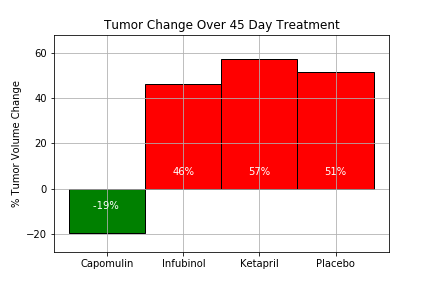 Tumor Change Over 45 Day Treatment
% Tumor Volume Change
60
40
20
0
−20
-19%
46%
57%
51%
Capomulin
Infubinol
Ketapril
Placebo